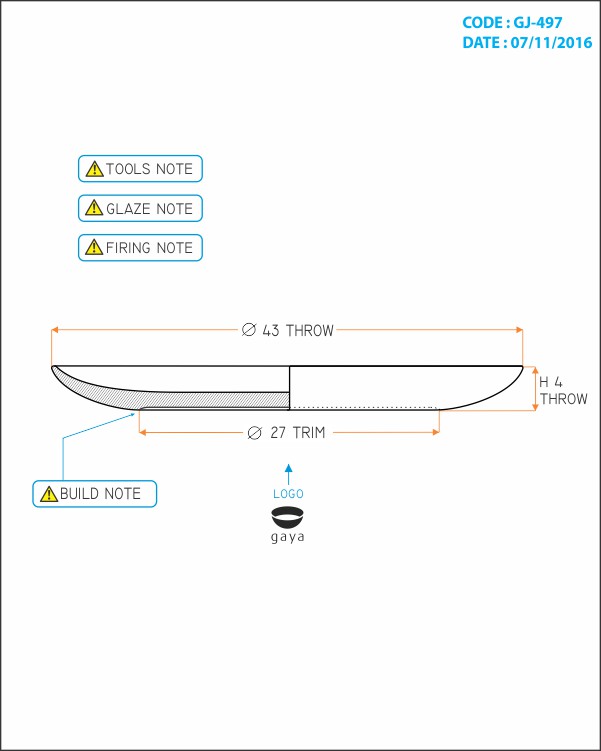 CODE : GJ-497
DATE : 07/11/2016
TOOLS NOTE
GLAZE NOTE
FIRING NOTE
∅ 43 THROW
H 4
THROW
∅ 27 TRIM
BUILD NOTE
LOGO
gaya